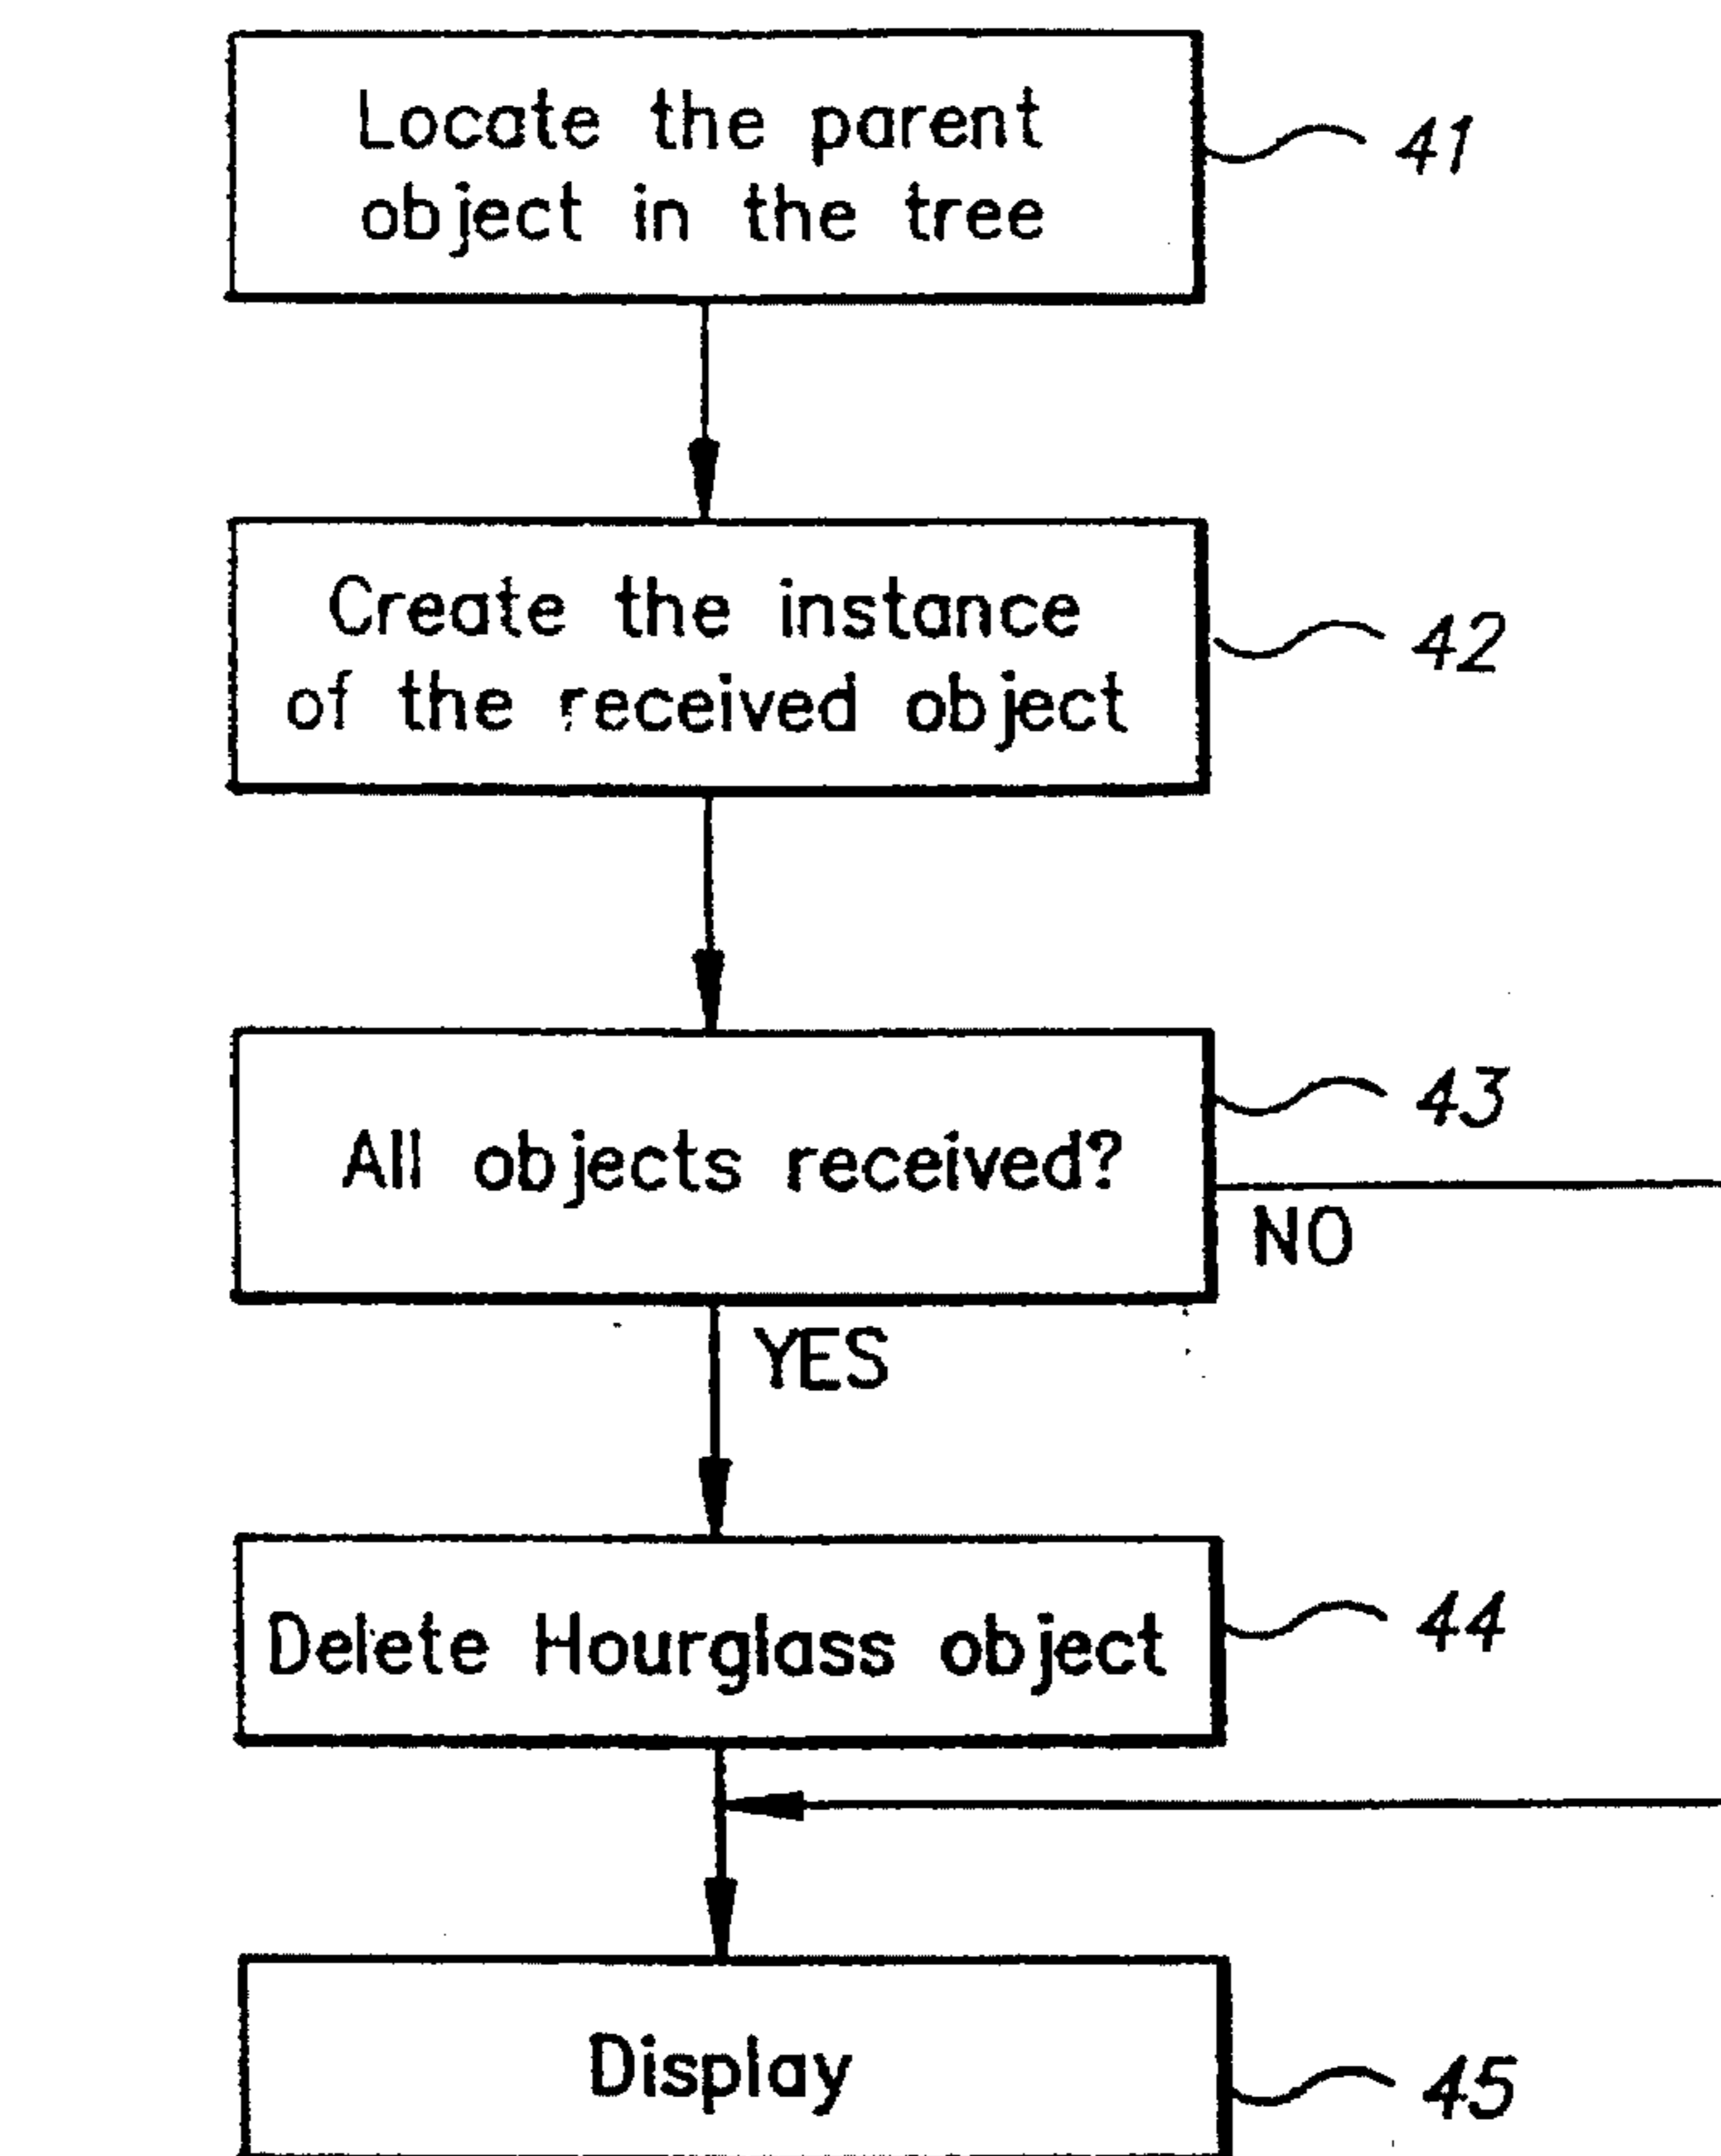 Locate the parent
object in the tree
41
Create the instance
of the received object
42
43
All objects received?
NO
YES
Delete Hourglass object
44
Display
45